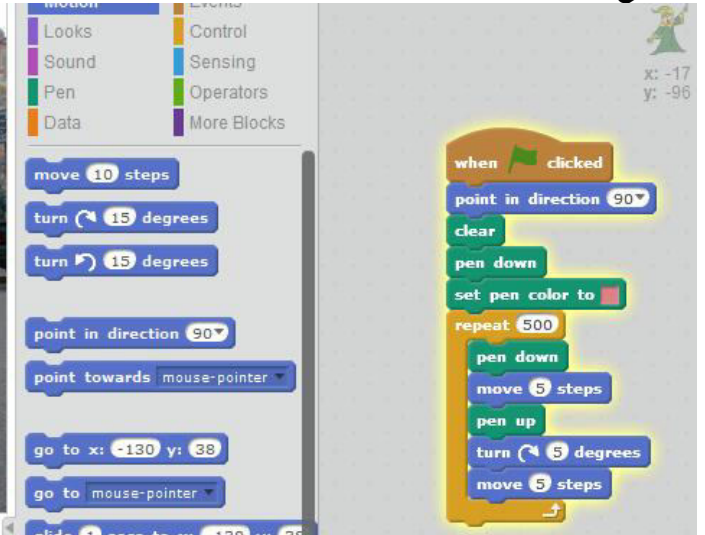 Motion
Events
Looks
Control
Sound
Sensing
Pen
Operators
Data
More Blocks
move 10 steps
turn 15 degrees
turn 15 degrees
point in direction 90
point towards mouse-pointer
go to x: -130 y: 38
go to mouse-pointer
x: -17
y: -96
when clicked
point in direction 90
clear
pen down
set pen color to
repeat 500
pen down
move 5 steps
pen up
turn 5 degrees
move 5 steps